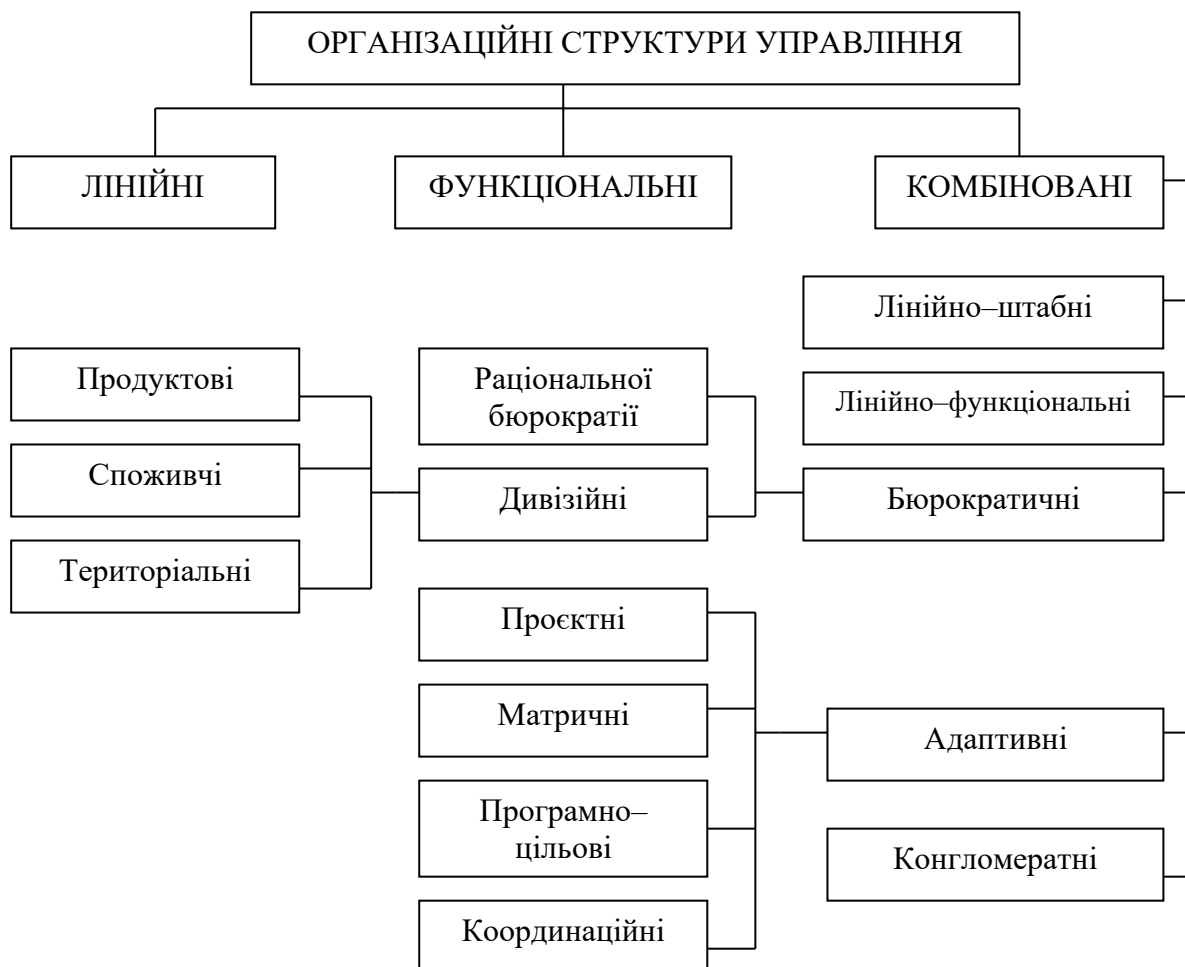 ОРГАНІЗАЦІЙНІ СТРУКТУРИ УПРАВЛІННЯ
ЛІНІЙНІ
ФУНКЦІОНАЛЬНІ
КОМБІНОВАНІ
Лінійно–штабні
Продуктові
Раціональної
бюрократії
Лінійно–функціональні
Споживчі
Дивізійні
Бюрократичні
Територіальні
Проєктні
Матричні
Адаптивні
Програмно–
цільові
Конгломератні
Координаційні